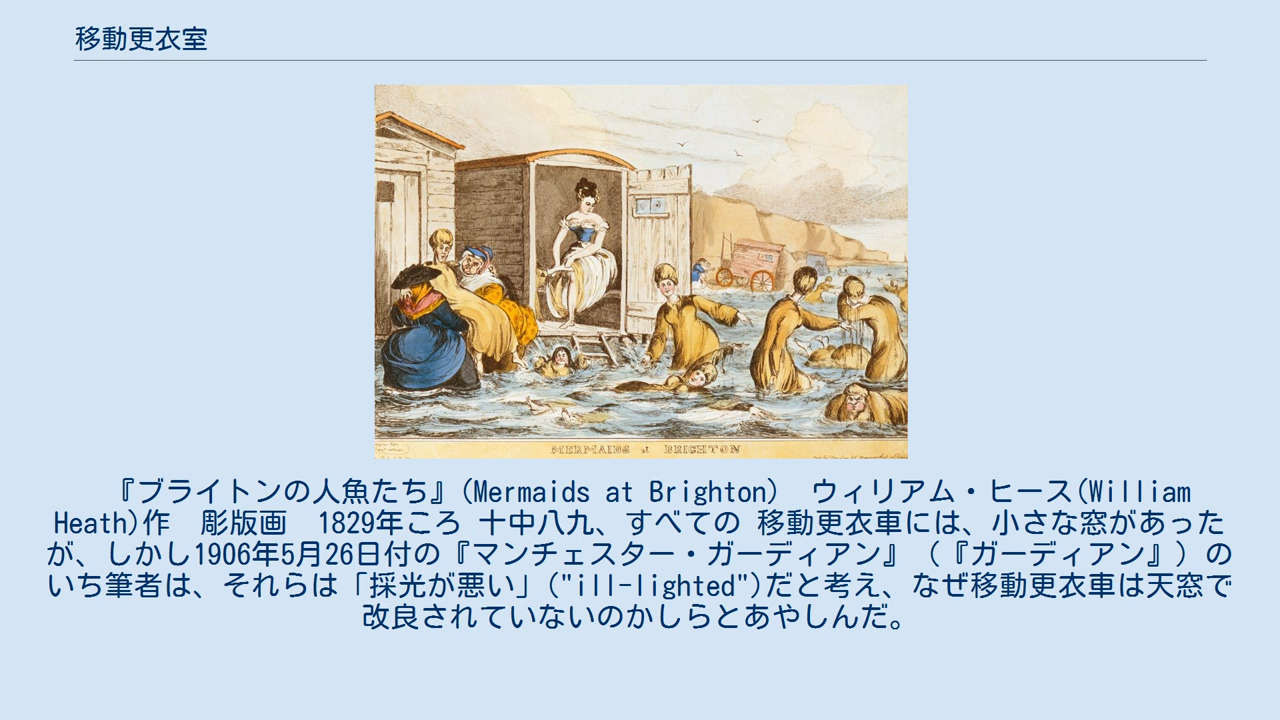 移動更衣室
MERMAIDS at BRIGHTON
『ブライトンの人魚たち』(Mermaids at Brighton)　ウィリアム・ヒース(William
Heath)作　彫版画　1829年ころ 十中八九、すべての 移動更衣車には、小さな窓があった
が、しかし1906年5月26日付の『マンチェスター・ガーディアン』（『ガーディアン』）の
いち筆者は、それらは「採光が悪い」("ill-lighted")だと考え、なぜ移動更衣車は天窓で
改良されていないのかしらとあやしんだ。